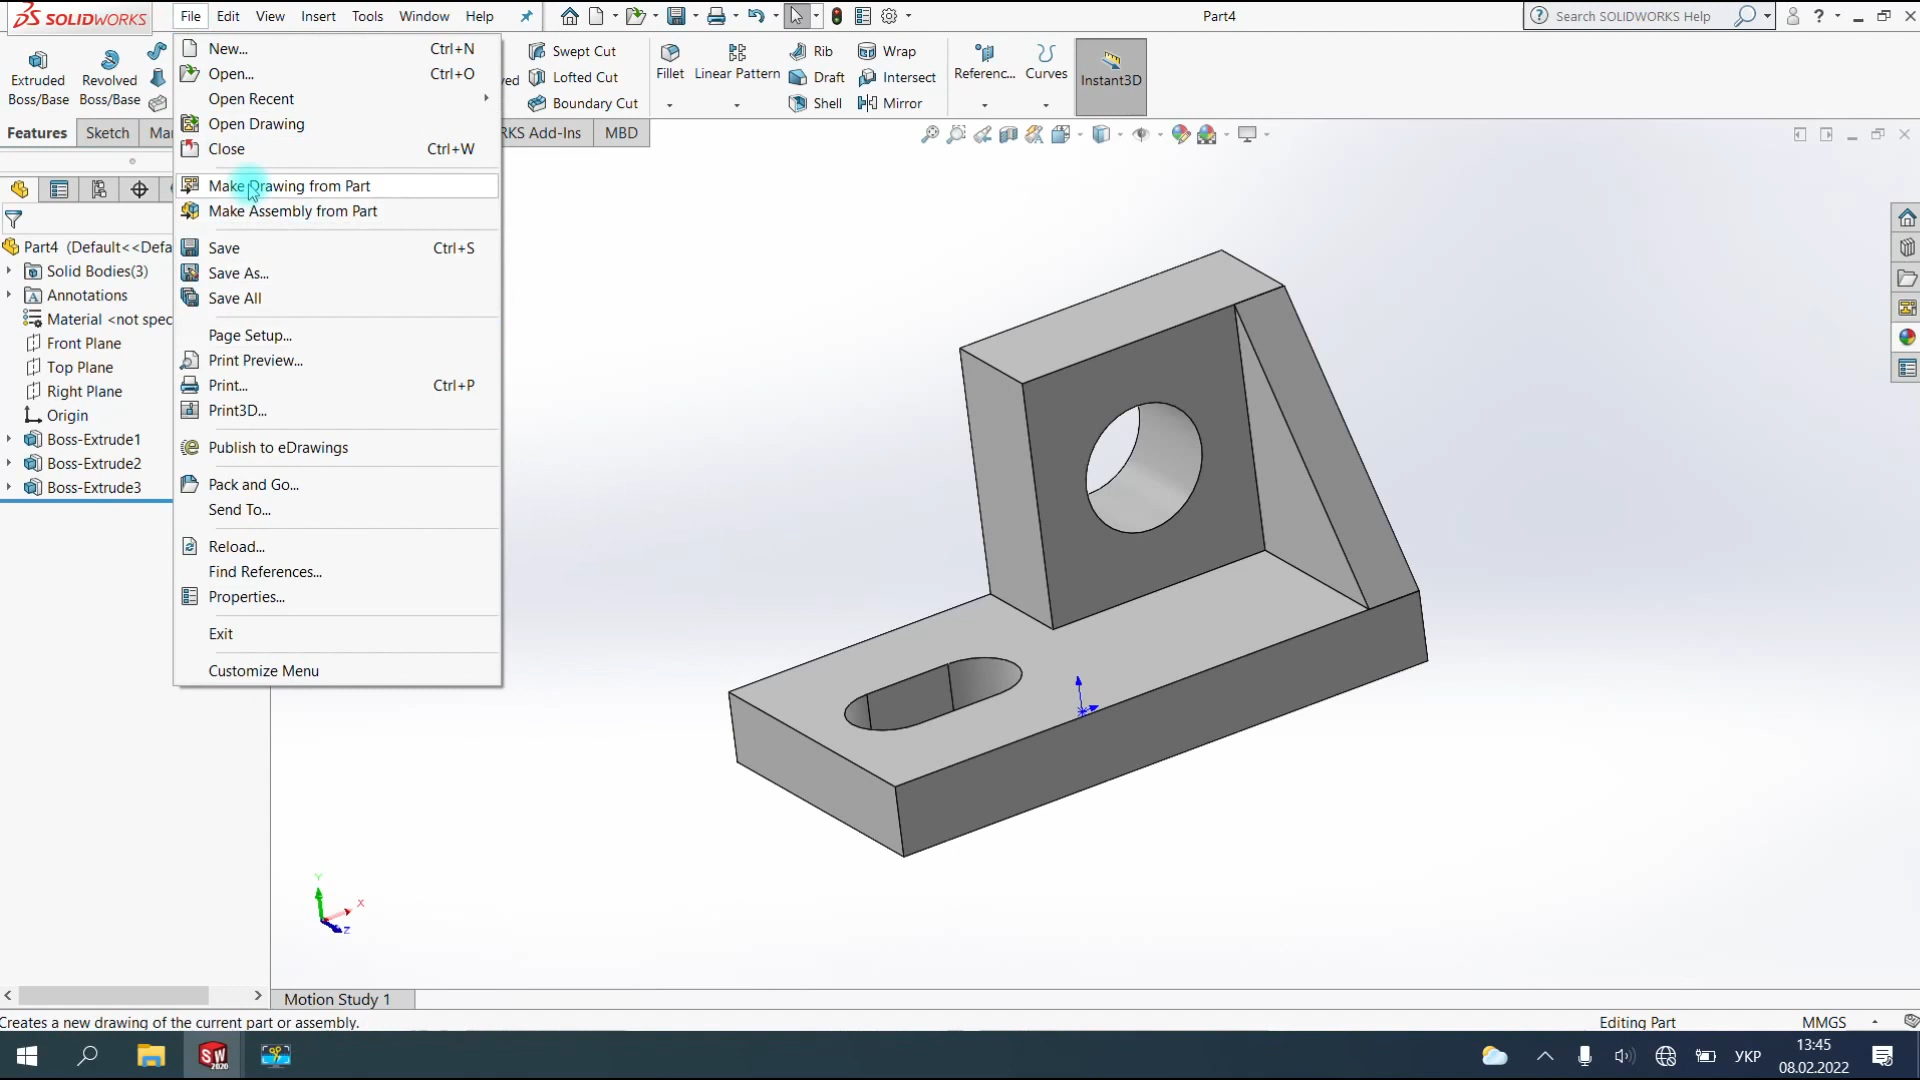 SOLIDWORKS
File Edit View Insert Tools Window Help
Part4
Search SOLIDWORKS Help
Extruded Boss/Base
Revolved Boss/Base
Swept Cut
Lofted Cut
Boundary Cut
Fillet
Linear Pattern
Rib
Draft
Shell
Wrap
Intersect
Mirror
Referenc...
Curves
Instant3D
Features
Sketch
RKS Add-Ins
MBD
New... Ctrl+N
Open... Ctrl+O
Open Recent
Open Drawing
Close Ctrl+W
Make Drawing from Part
Make Assembly from Part
Save Ctrl+S
Save As...
Save All
Page Setup...
Print Preview...
Print... Ctrl+P
Print3D...
Publish to eDrawings
Pack and Go...
Send To...
Reload...
Find References...
Properties...
Exit
Customize Menu
Part4 (Default<<Defa
Solid Bodies(3)
Annotations
Material <not spec
Front Plane
Top Plane
Right Plane
Origin
Boss-Extrude1
Boss-Extrude2
Boss-Extrude3
Y
X
Z
Motion Study 1
Creates a new drawing of the current part or assembly.
Editing Part
MMGS
SW
2020
УКР
13:45
08.02.2022